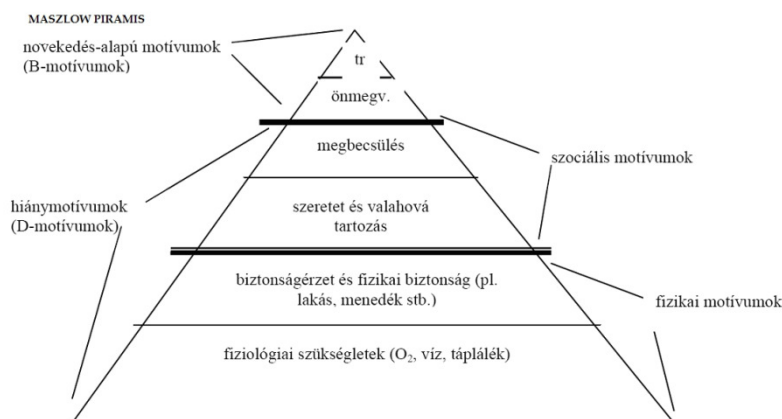 MASZLOW PIRAMIS
novekedés-alapú motívumok
(B-motívumok)
tr
önmegv.
megbecsülés
szociális motívumok
hiánymotívumok
(D-motívumok)
szeretet és valahová
tartozás
biztonságérzet és fizikai biztonság (pl.
lakás, menedék stb.)
fizikai motívumok
fiziológiai szükségletek (O₂, víz, táplálék)